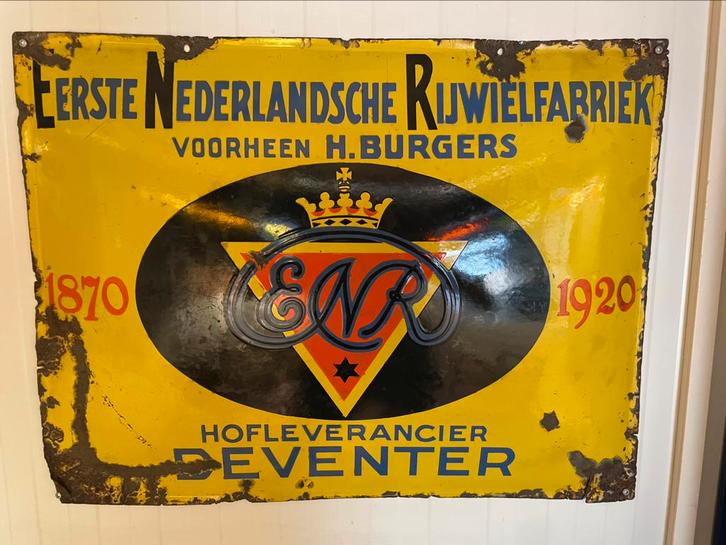 Eerste Nederlandsche Rijwielfabriek
VOORHEEN H. BURGERS
1870 ENR 1920
HOFLEVERANCIER
DEVENTER